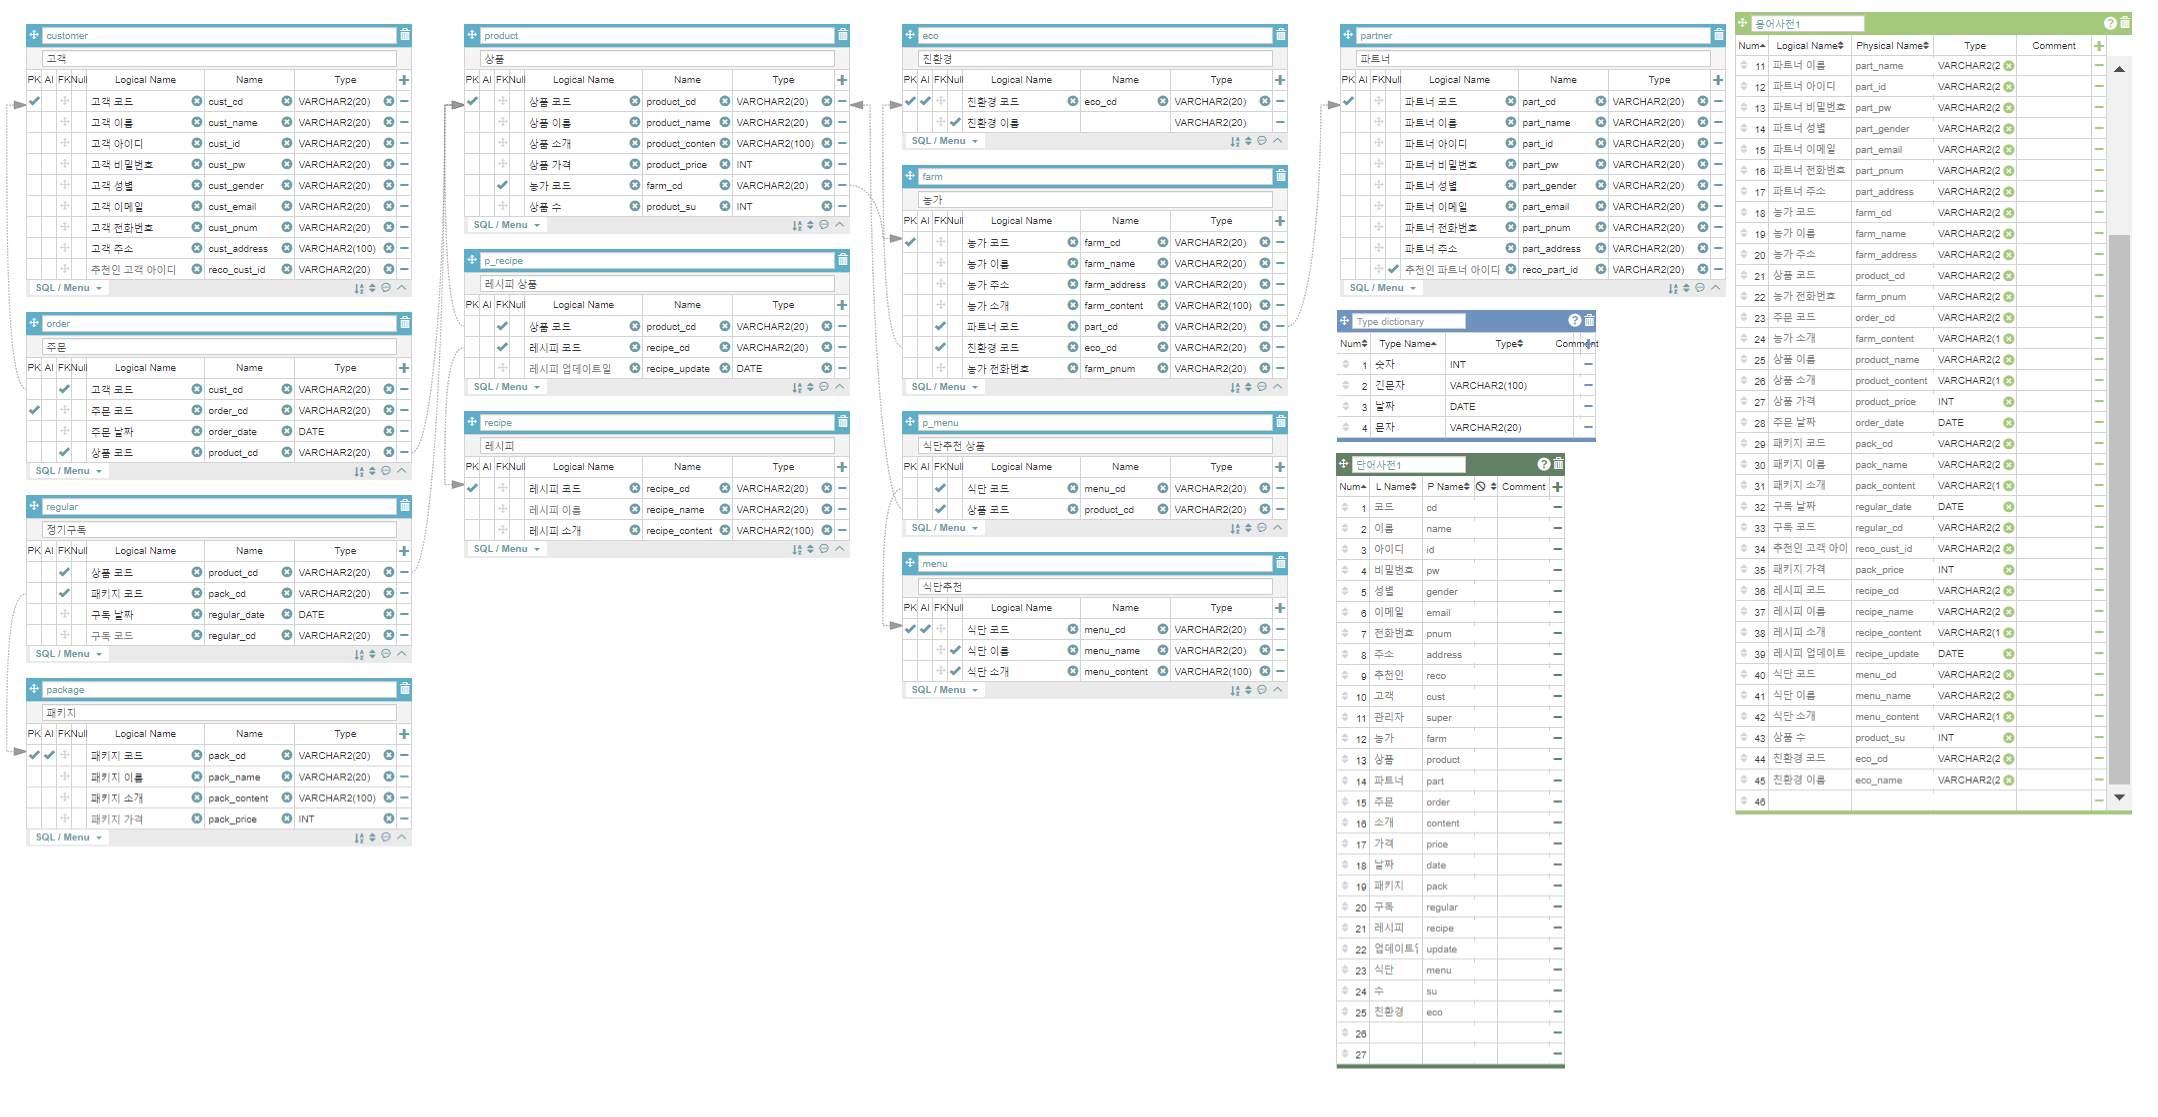 customer
고객
PK AI FK Null Logical Name Name Type
고객 코드 cust_cd VARCHAR2(20)
고객 이름 cust_name VARCHAR2(20)
고객 아이디 cust_id VARCHAR2(20)
고객 비밀번호 cust_pw VARCHAR2(20)
고객 성별 cust_gender VARCHAR2(20)
고객 이메일 cust_email VARCHAR2(20)
고객 전화번호 cust_pnum VARCHAR2(20)
고객 주소 cust_address VARCHAR2(100)
추천인 고객 아이디 reco_cust_id VARCHAR2(20)
SQL / Menu
order
주문
PK AI FK Null Logical Name Name Type
고객 코드 cust_cd VARCHAR2(20)
주문 코드 order_cd VARCHAR2(20)
주문 날짜 order_date DATE
상품 코드 product_cd VARCHAR2(20)
SQL / Menu
regular
정기구독
PK AI FK Null Logical Name Name Type
상품 코드 product_cd VARCHAR2(20)
패키지 코드 pack_cd VARCHAR2(20)
구독 날짜 regular_date DATE
구독 코드 regular_cd VARCHAR2(20)
SQL / Menu
package
패키지
PK AI FK Null Logical Name Name Type
패키지 코드 pack_cd VARCHAR2(20)
패키지 이름 pack_name VARCHAR2(20)
패키지 소개 pack_content VARCHAR2(100)
패키지 가격 pack_price INT
SQL / Menu
product
상품
PK AI FK Null Logical Name Name Type
상품 코드 product_cd VARCHAR2(20)
상품 이름 product_name VARCHAR2(20)
상품 소개 product_conten VARCHAR2(100)
상품 가격 product_price INT
농가 코드 farm_cd VARCHAR2(20)
상품 수 product_su INT
SQL / Menu
p_recipe
레시피 상품
PK AI FK Null Logical Name Name Type
상품 코드 product_cd VARCHAR2(20)
레시피 코드 recipe_cd VARCHAR2(20)
레시피 업데이트일 recipe_update DATE
SQL / Menu
recipe
레시피
PK AI FK Null Logical Name Name Type
레시피 코드 recipe_cd VARCHAR2(20)
레시피 이름 recipe_name VARCHAR2(20)
레시피 소개 recipe_content VARCHAR2(100)
SQL / Menu
eco
친환경
PK AI FK Null Logical Name Name Type
친환경 코드 eco_cd VARCHAR2(20)
친환경 이름 VARCHAR2(20)
SQL / Menu
farm
농가
PK AI FK Null Logical Name Name Type
농가 코드 farm_cd VARCHAR2(20)
농가 이름 farm_name VARCHAR2(20)
농가 주소 farm_address VARCHAR2(20)
농가 소개 farm_content VARCHAR2(100)
파트너 코드 part_cd VARCHAR2(20)
친환경 코드 eco_cd VARCHAR2(20)
농가 전화번호 farm_pnum VARCHAR2(20)
SQL / Menu
p_menu
식단추천 상품
PK AI FK Null Logical Name Name Type
식단 코드 menu_cd VARCHAR2(20)
상품 코드 product_cd VARCHAR2(20)
SQL / Menu
menu
식단추천
PK AI FK Null Logical Name Name Type
식단 코드 menu_cd VARCHAR2(20)
식단 이름 menu_name VARCHAR2(20)
식단 소개 menu_content VARCHAR2(100)
SQL / Menu
partner
파트너
PK AI FK Null Logical Name Name Type
파트너 코드 part_cd VARCHAR2(20)
파트너 이름 part_name VARCHAR2(20)
파트너 아이디 part_id VARCHAR2(20)
파트너 비밀번호 part_pw VARCHAR2(20)
파트너 성별 part_gender VARCHAR2(20)
파트너 이메일 part_email VARCHAR2(20)
파트너 전화번호 part_pnum VARCHAR2(20)
파트너 주소 part_address VARCHAR2(20)
추천인 파트너 아이디 reco_part_id VARCHAR2(20)
SQL / Menu
Type dictionary
Num Type Name Type Comment
1 숫자 INT
2 긴문자 VARCHAR2(100)
3 날짜 DATE
4 문자 VARCHAR2(20)
단어사전1
Num L Name P Name Comment
1 코드 cd
2 이름 name
3 아이디 id
4 비밀번호 pw
5 성별 gender
6 이메일 email
7 전화번호 pnum
8 주소 address
9 추천인 reco
10 고객 cust
11 관리자 super
12 농가 farm
13 상품 product
14 파트너 part
15 주문 order
16 소개 content
17 가격 price
18 날짜 date
19 패키지 pack
20 구독 regular
21 레시피 recipe
22 업데이트일 update
23 식단 menu
24 수 su
25 친환경 eco
26
27
용어사전1
Num Logical Name Physical Name Type Comment
11 파트너 이름 part_name VARCHAR2(2
12 파트너 아이디 part_id VARCHAR2(2
13 파트너 비밀번호 part_pw VARCHAR2(2
14 파트너 성별 part_gender VARCHAR2(2
15 파트너 이메일 part_email VARCHAR2(2
16 파트너 전화번호 part_pnum VARCHAR2(2
17 파트너 주소 part_address VARCHAR2(2
18 농가 코드 farm_cd VARCHAR2(2
19 농가 이름 farm_name VARCHAR2(2
20 농가 주소 farm_address VARCHAR2(2
21 상품 코드 product_cd VARCHAR2(2
22 농가 전화번호 farm_pnum VARCHAR2(2
23 주문 코드 order_cd VARCHAR2(2
24 농가 소개 farm_content VARCHAR2(1
25 상품 이름 product_name VARCHAR2(2
26 상품 소개 product_content VARCHAR2(1
27 상품 가격 product_price INT
28 주문 날짜 order_date DATE
29 패키지 코드 pack_cd VARCHAR2(2
30 패키지 이름 pack_name VARCHAR2(2
31 패키지 소개 pack_content VARCHAR2(1
32 구독 날짜 regular_date DATE
33 구독 코드 regular_cd VARCHAR2(2
34 추천인 고객 아이 reco_cust_id VARCHAR2(2
35 패키지 가격 pack_price INT
36 레시피 코드 recipe_cd VARCHAR2(2
37 레시피 이름 recipe_name VARCHAR2(2
38 레시피 소개 recipe_content VARCHAR2(1
39 레시피 업데이트 recipe_update DATE
40 식단 코드 menu_cd VARCHAR2(2
41 식단 이름 menu_name VARCHAR2(2
42 식단 소개 menu_content VARCHAR2(1
43 상품 수 product_su INT
44 친환경 코드 eco_cd VARCHAR2(2
45 친환경 이름 eco_name VARCHAR2(2
46